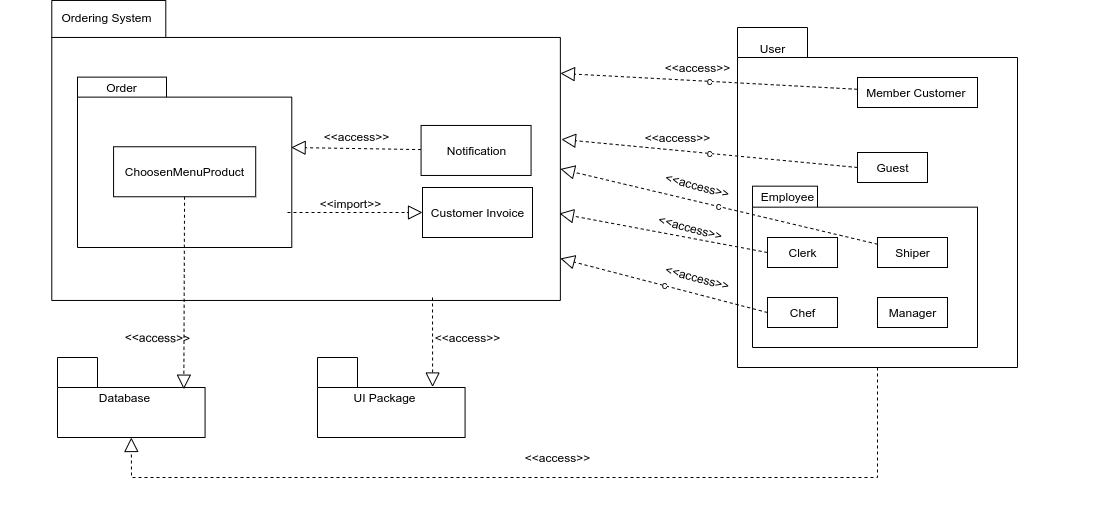 Ordering System
User
<<access>>
Member Customer
Order
c
<<access>>
<<access>>
Notification
c
ChoosenMenuProduct
Guest
<<access>>
Employee
<<import>>
c
Customer Invoice
<<access>>
Clerk
Shiper
<<access>>
c
Chef
Manager
<<access>>
<<access>>
Database
UI Package
<<access>>